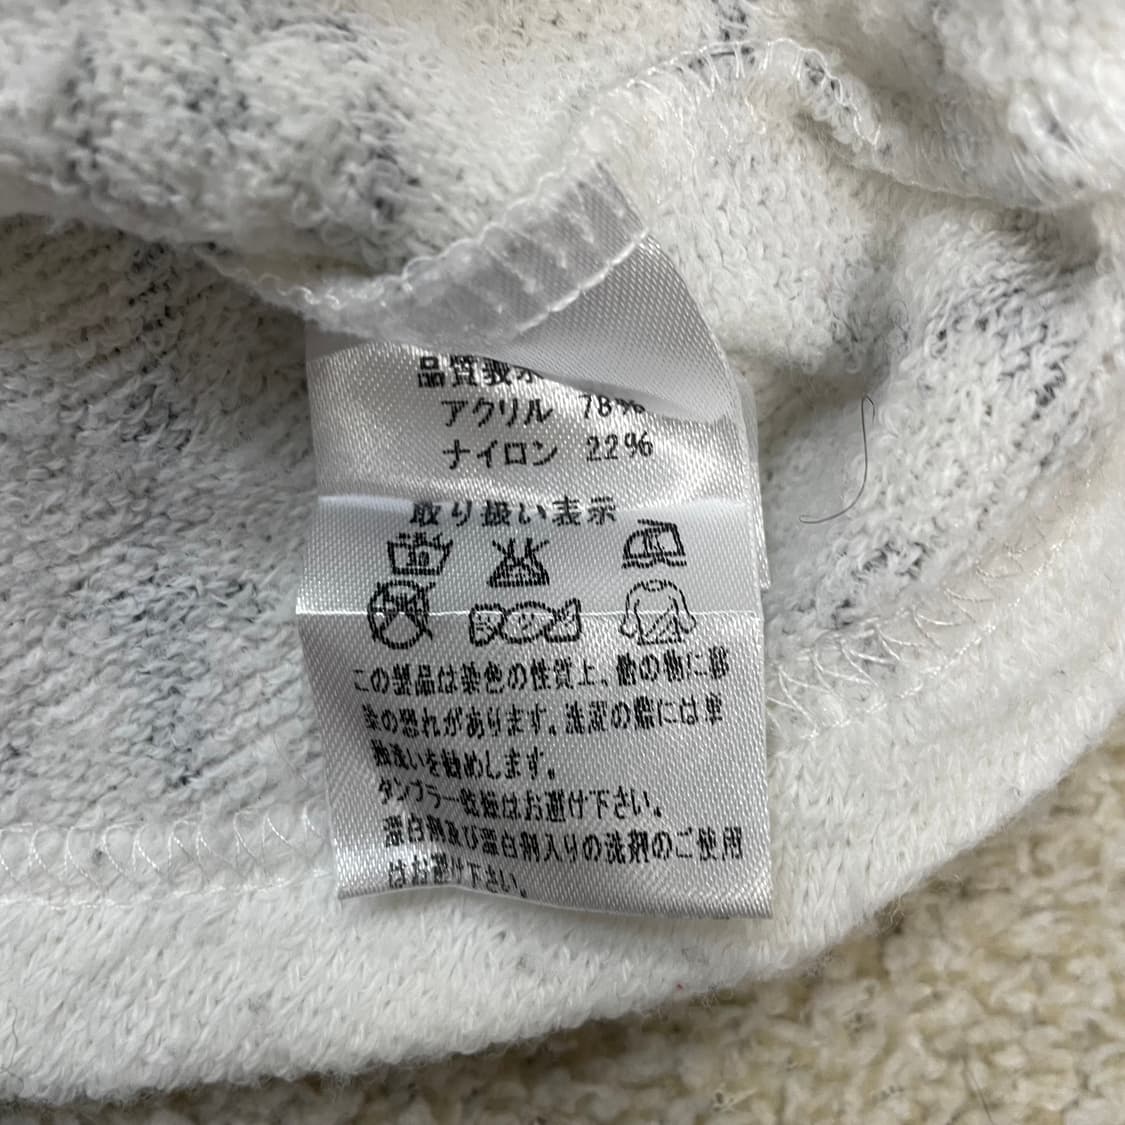 品質表示
アクリル 78%
ナイロン 22%
取り扱い表示
この製品は染色の性質上、他の物に移
染の恐れがあります。洗濯の際には単
独洗いを勧めします。
タンブラー乾燥はお避け下さい。
漂白剤及び漂白剤入りの洗剤のご使用
はお避け下さい。